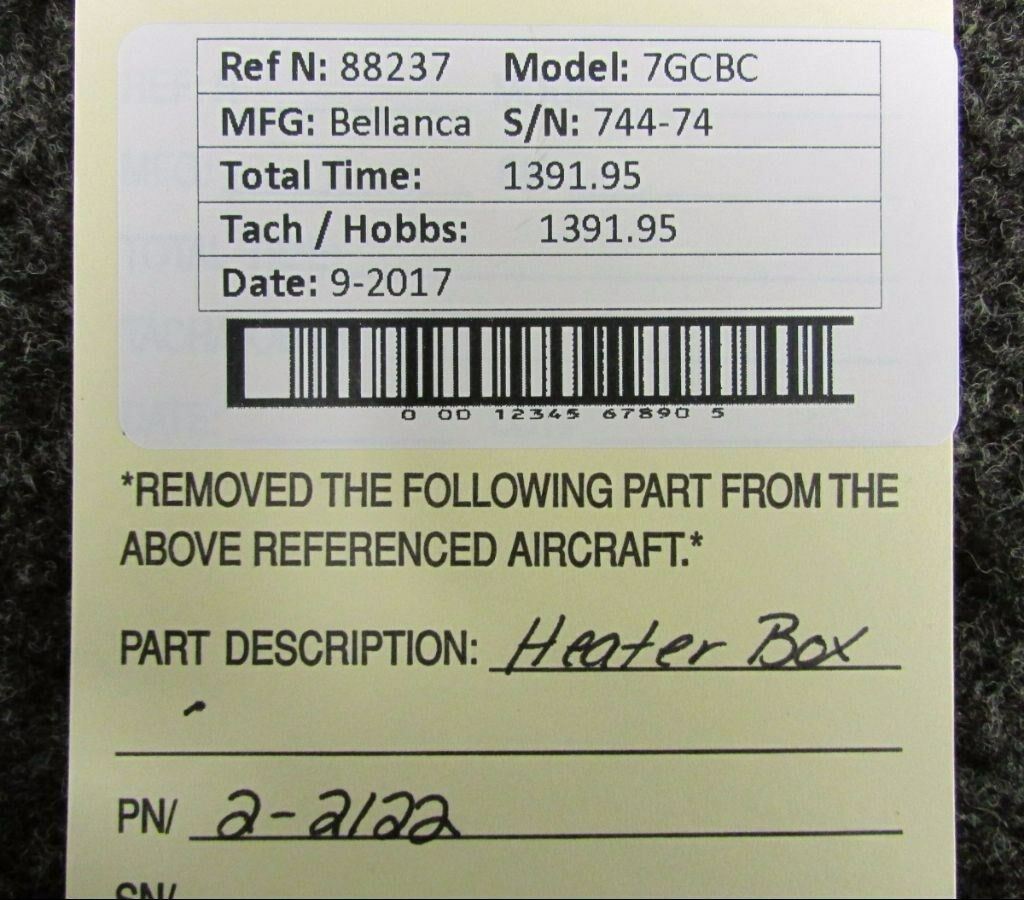 Ref N: 88237 Model: 7GCBC
MFG: Bellanca S/N: 744-74
Total Time: 1391.95
Tach / Hobbs: 1391.95
Date: 9-2017
0 00 12345 67890 5
*REMOVED THE FOLLOWING PART FROM THE
ABOVE REFERENCED AIRCRAFT.*
PART DESCRIPTION: Heater Box
PN/ 2-2122
SN/